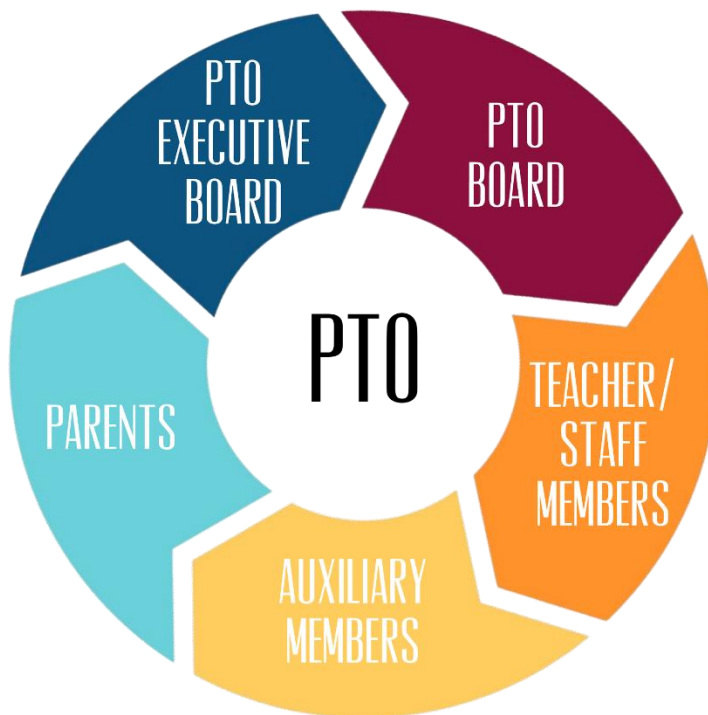 PTO
EXECUTIVE
BOARD
PTO
BOARD
TEACHER/
STAFF
MEMBERS
AUXILIARY
MEMBERS
PARENTS
PTO